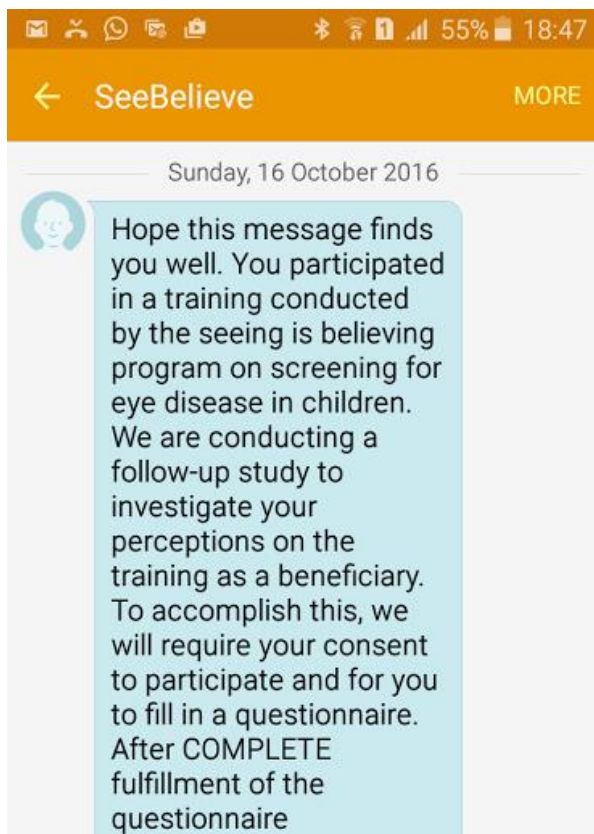 1 55% 18:47
SeeBelieve MORE
Sunday, 16 October 2016
Hope this message finds
you well. You participated
in a training conducted
by the seeing is believing
program on screening for
eye disease in children.
We are conducting a
follow-up study to
investigate your
perceptions on the
training as a beneficiary.
To accomplish this, we
will require your consent
to participate and for you
to fill in a questionnaire.
After COMPLETE
fulfillment of the
questionnaire